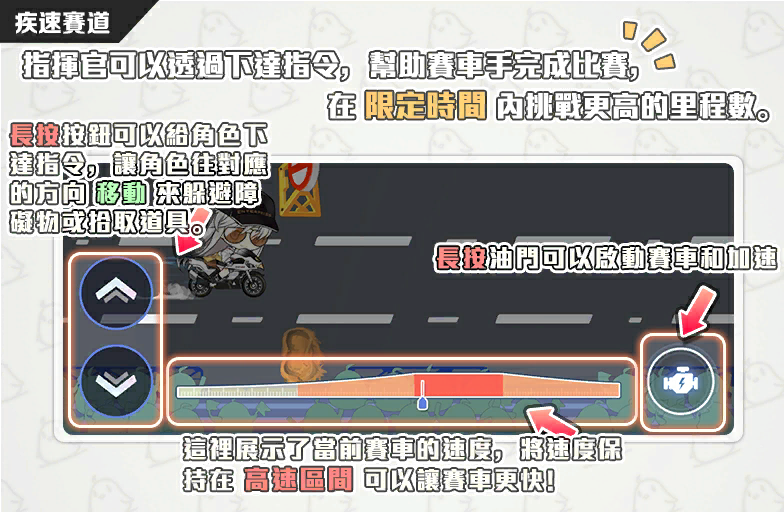 疾速賽道
指揮官可以透過下達指令，幫助賽車手完成比賽，
在 限定時間 內挑戰更高的里程數。
長按按鈕可以給角色下
達指令，讓角色往對應
的方向 移動 來躲避障
礙物或拾取道具。
長按油門可以啟動賽車和加速
這裡展示了當前賽車的速度，將速度保
持在 高速區間 可以讓賽車更快!